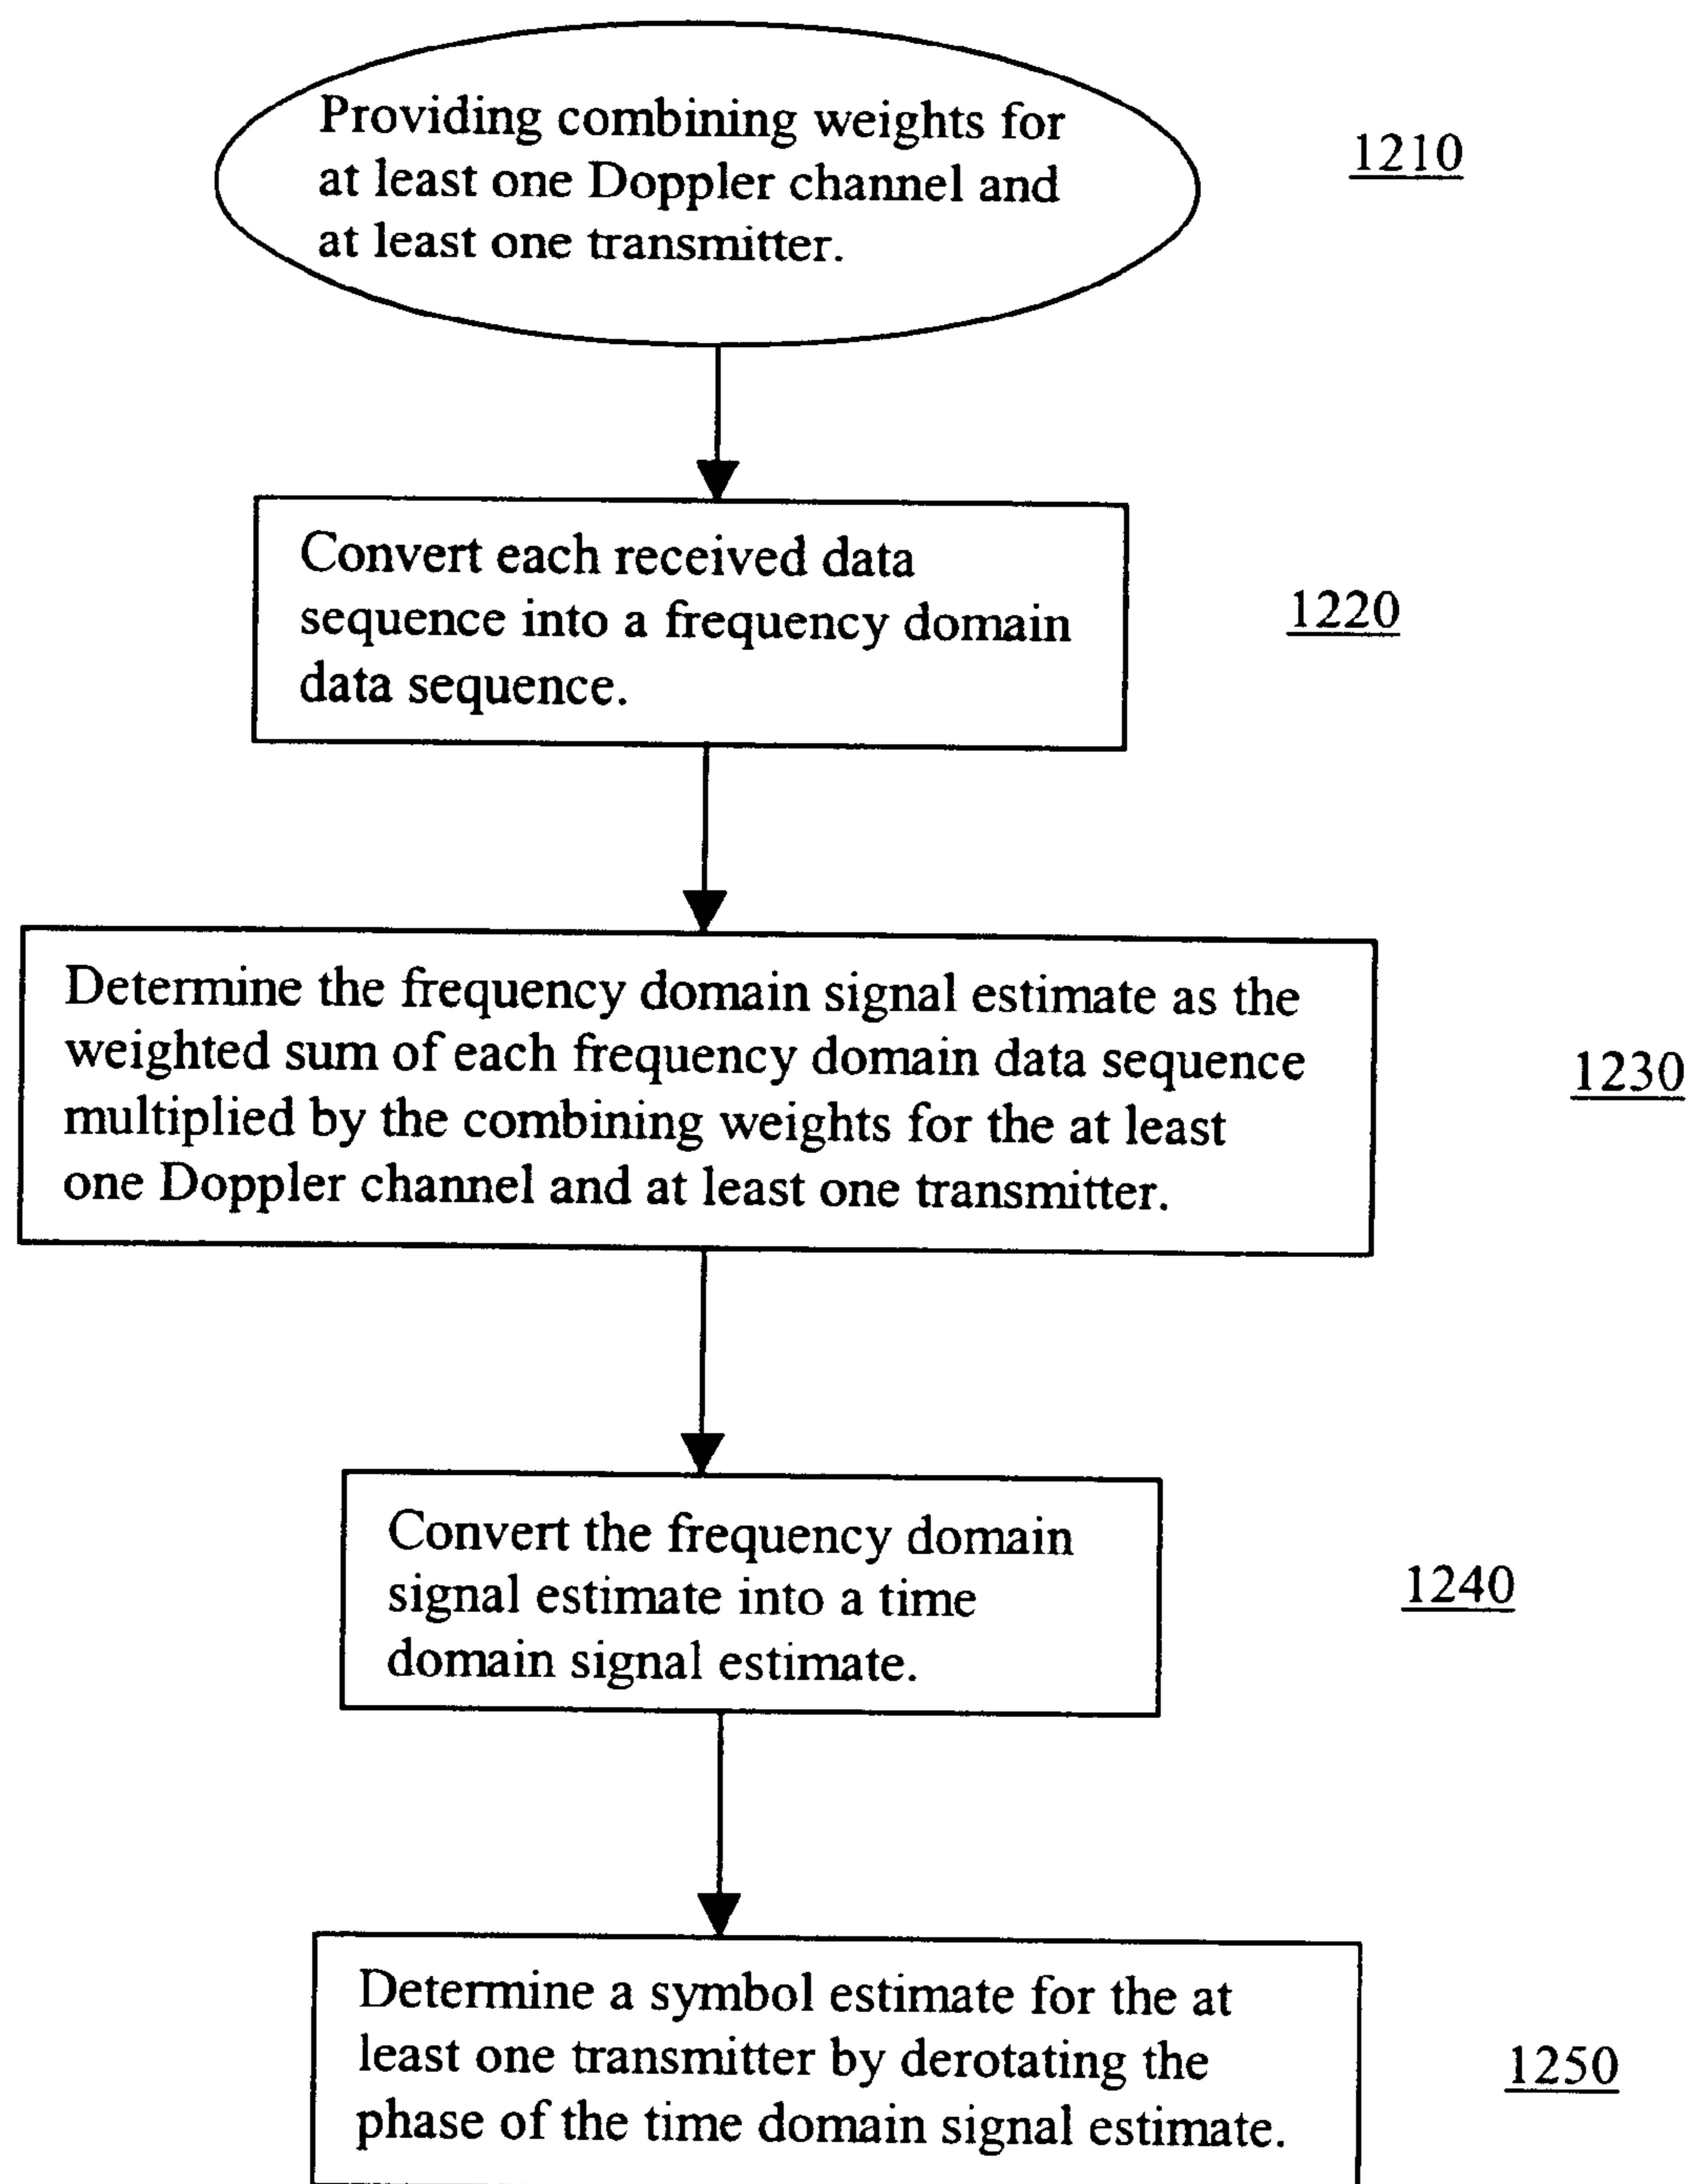 Providing combining weights for
at least one Doppler channel and
at least one transmitter.
1210
Convert each received data
sequence into a frequency domain
data sequence.
1220
Determine the frequency domain signal estimate as the
weighted sum of each frequency domain data sequence
multiplied by the combining weights for the at least
one Doppler channel and at least one transmitter.
1230
Convert the frequency domain
signal estimate into a time
domain signal estimate.
1240
Determine a symbol estimate for the at
least one transmitter by derotating the
phase of the time domain signal estimate.
1250